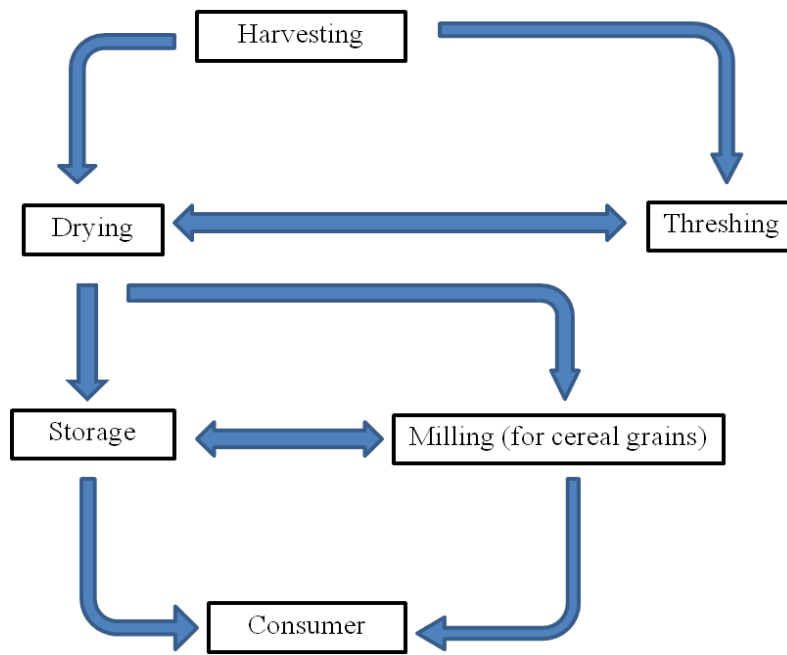 Harvesting
Drying
Threshing
Storage
Milling (for cereal grains)
Consumer